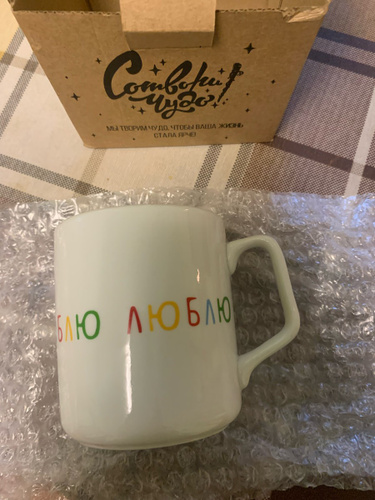 Сотвори
Чудо!
МЫ ТВОРИМ ЧУДО, ЧТОБЫ ВАША ЖИЗНЬ
СТАЛА ЯРЧЕ!
БЛЮ ЛЮБЛЮ